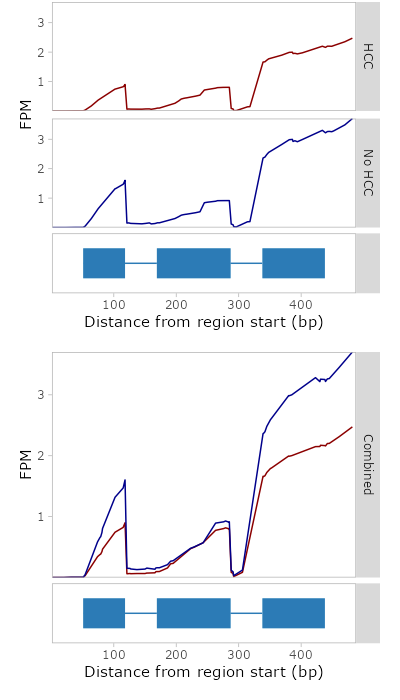 3
2
1
HCC
FPM
3
2
1
No HCC
100 200 300 400
Distance from region start (bp)
3
2
1
FPM
Combined
100 200 300 400
Distance from region start (bp)